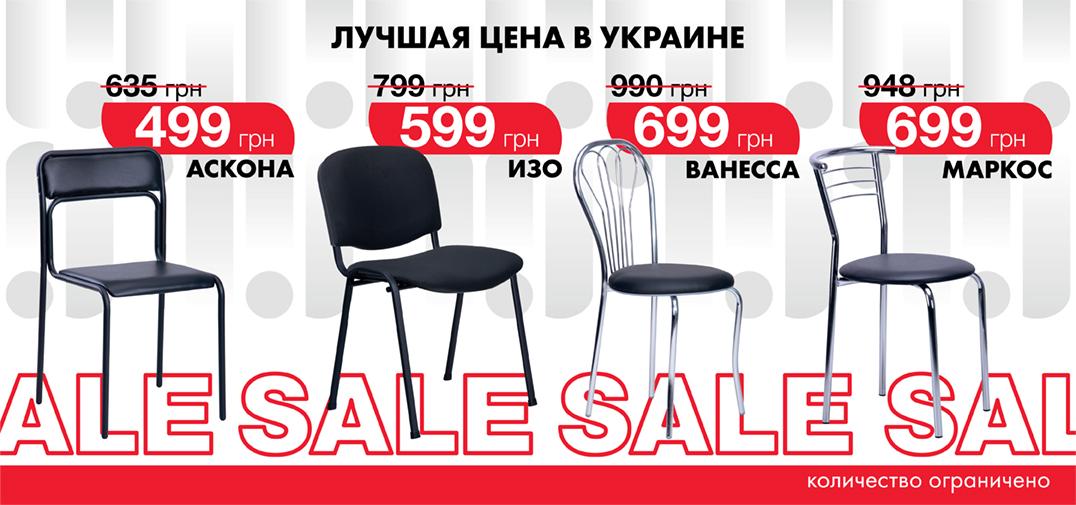 ЛУЧШАЯ ЦЕНА В УКРАИНЕ
635 грн
499 грн
АСКОНА
799 грн
599 грн
ИЗО
990 грн
699 грн
ВАНЕССА
948 грн
699 грн
МАРКОС
ALE SALE SALE SAL
количество ограничено